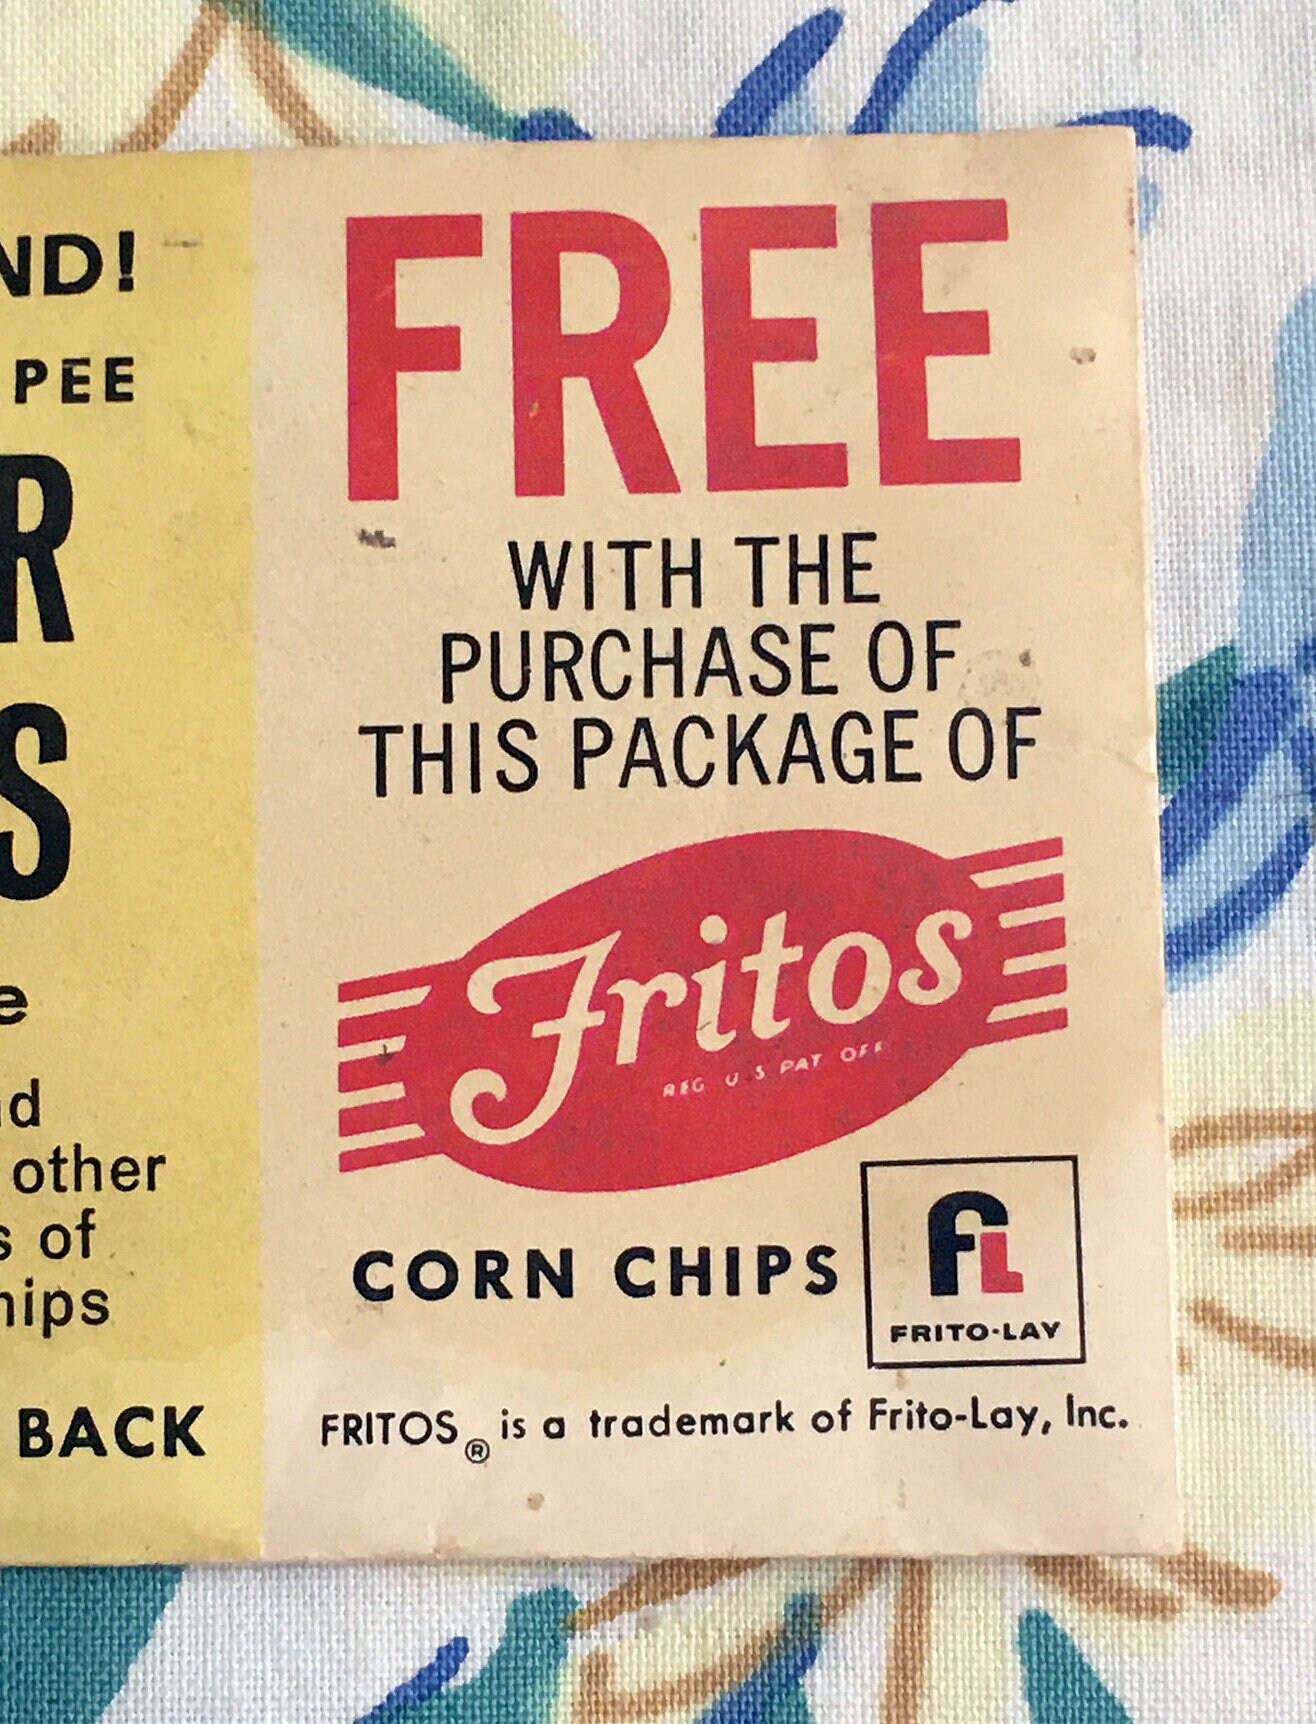 ND!
PEE
R
S
e
nd
other
s of
hips
BACK
FREE
WITH THE
PURCHASE OF
THIS PACKAGE OF
Fritos
REG U S PAT OFF
CORN CHIPS
FL
FRITO-LAY
FRITOS® is a trademark of Frito-Lay, Inc.